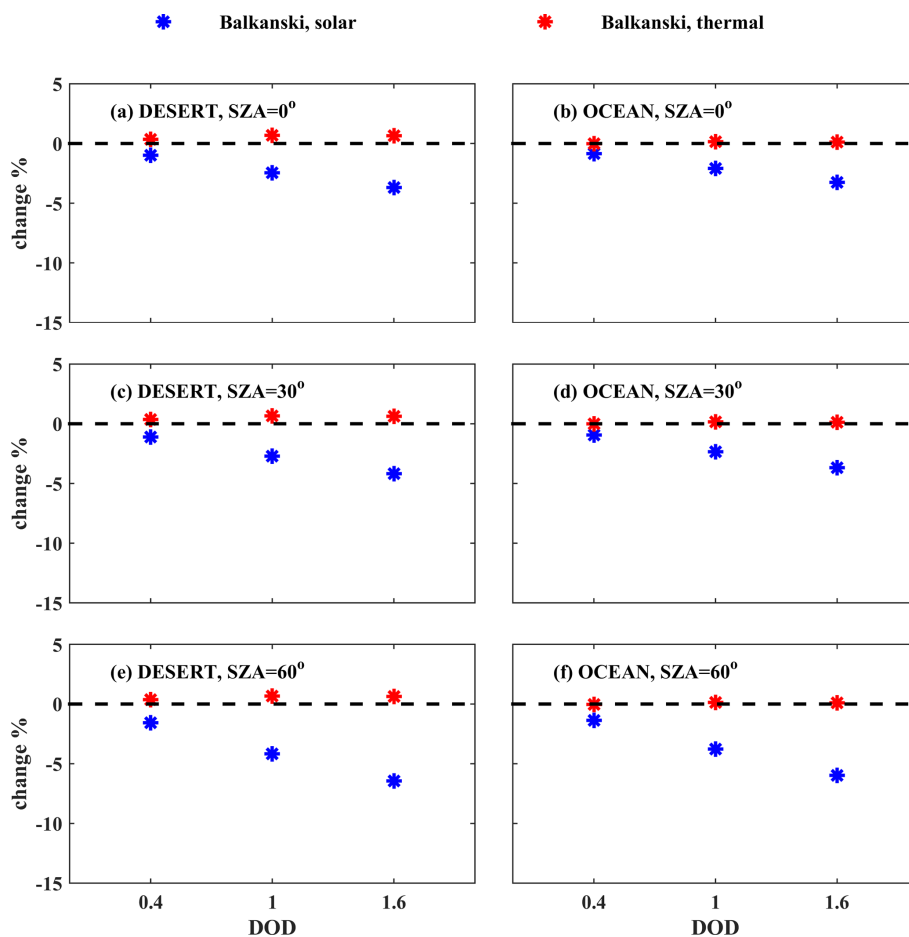 Balkanski, solar
Balkanski, thermal
(a) DESERT, SZA=0°
5
0
-5
-10
-15
change %
(b) OCEAN, SZA=0°
(c) DESERT, SZA=30°
5
0
-5
-10
-15
change %
(d) OCEAN, SZA=30°
(e) DESERT, SZA=60°
5
0
-5
-10
-15
change %
0.4 1 1.6
DOD
(f) OCEAN, SZA=60°
0.4 1 1.6
DOD